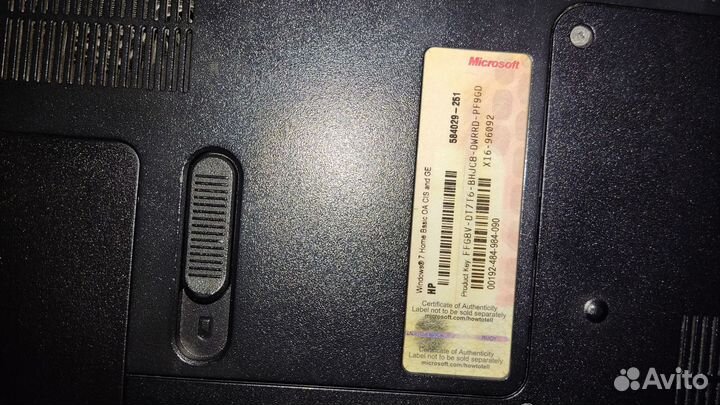 Microsoft
584029-251
X16-96092
Windows® 7 Home Basic OA CIS and GE
HP
Product Key: FFG8V-DT7T6-BHJC8-DWRRD-PF9GD
00192-484-984-090
Certificate of Authenticity
Label not to be sold separately
microsoft.com/howtotell
Certificate of Authenticity
Label not to be sold separately
microsoft.com/howtotell
Avito